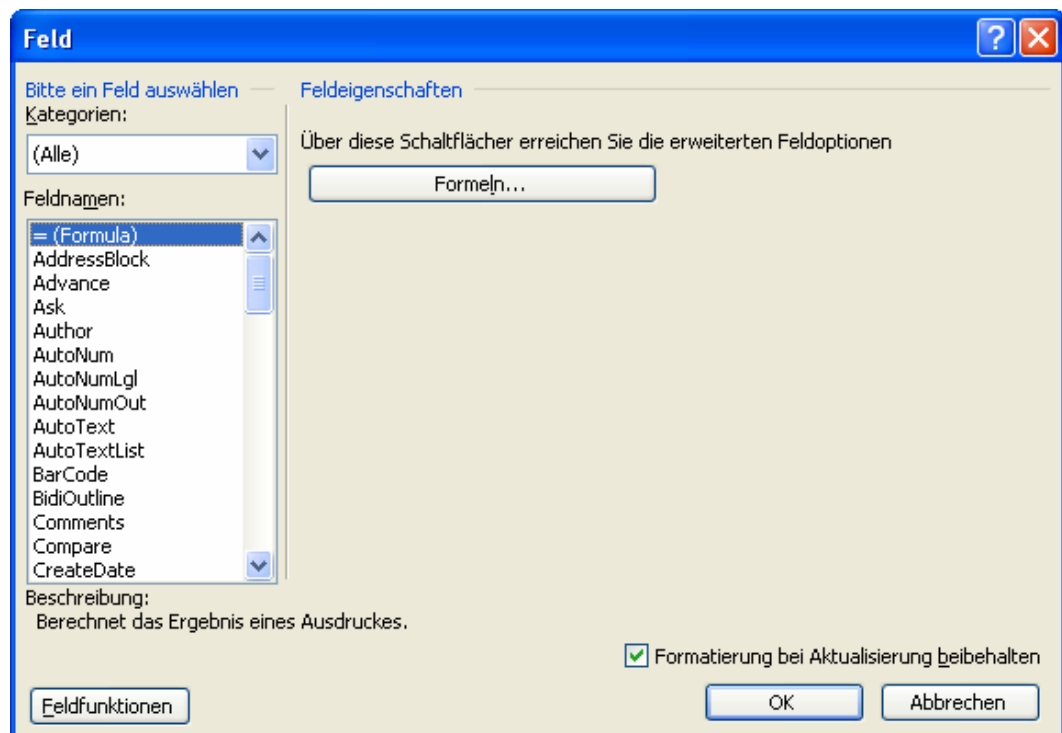 Feld
Bitte ein Feld auswählen
Kategorien:
(Alle)
Feldnamen:
= (Formula)
AddressBlock
Advance
Ask
Author
AutoNum
AutoNumLgl
AutoNumOut
AutoText
AutoTextList
BarCode
BidiOutline
Comments
Compare
CreateDate
Feldeigenschaften
Über diese Schaltflächer erreichen Sie die erweiterten Feldoptionen
Formeln...
Beschreibung:
Berechnet das Ergebnis eines Ausdruckes.
Formatierung bei Aktualisierung beibehalten
Feldfunktionen
OK
Abbrechen